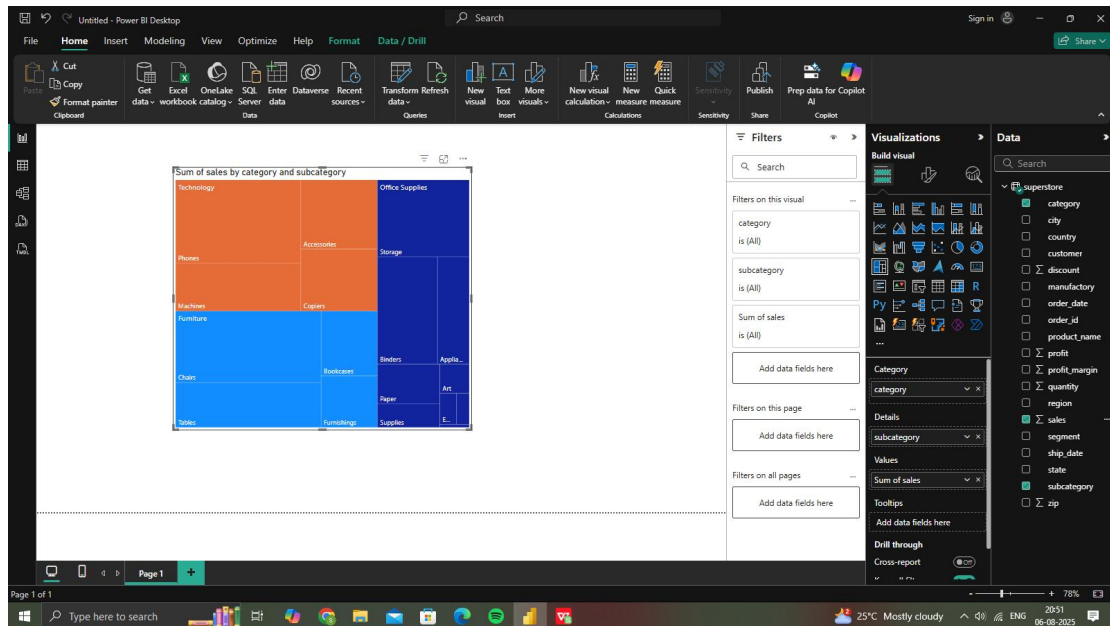 Untitled - Power BI Desktop
Search
Sign in
File
Home
Insert
Modeling
View
Optimize
Help
Format
Data / Drill
Share
Paste
Cut
Copy
Format painter
Clipboard
Get data
Excel workbook
OneLake catalog
SQL Server
Enter data
Dataverse
Recent sources
Data
Transform data
Refresh
Queries
New visual
Text box
More visuals
Insert
New visual calculation
New measure
Quick measure
Calculations
Sensitivity
Sensitivity
Publish
Share
Prep data for AI
Copilot
Copilot
Sum of sales by category and subcategory
Technology
Phones
Machines
Accessories
Copiers
Furniture
Chairs
Tables
Bookcases
Furnishings
Office Supplies
Storage
Binders
Applia...
Paper
Art
Supplies
E...
Filters
Search
Filters on this visual
...
category
is (All)
subcategory
is (All)
Sum of sales
is (All)
Add data fields here
Filters on this page
...
Add data fields here
Filters on all pages
...
Add data fields here
Visualizations
Build visual
R
Py
...
Category
category
Details
subcategory
Values
Sum of sales
Tooltips
Add data fields here
Drill through
Cross-report
Off
Data
Search
superstore
category
city
country
customer
∑ discount
manufactory
order_date
order_id
product_name
∑ profit
∑ profit_margin
∑ quantity
region
∑ sales
segment
ship_date
state
subcategory
∑ zip
Page 1
Page 1 of 1
78%
Type here to search
25°C Mostly cloudy
ENG
20:51
06-08-2025